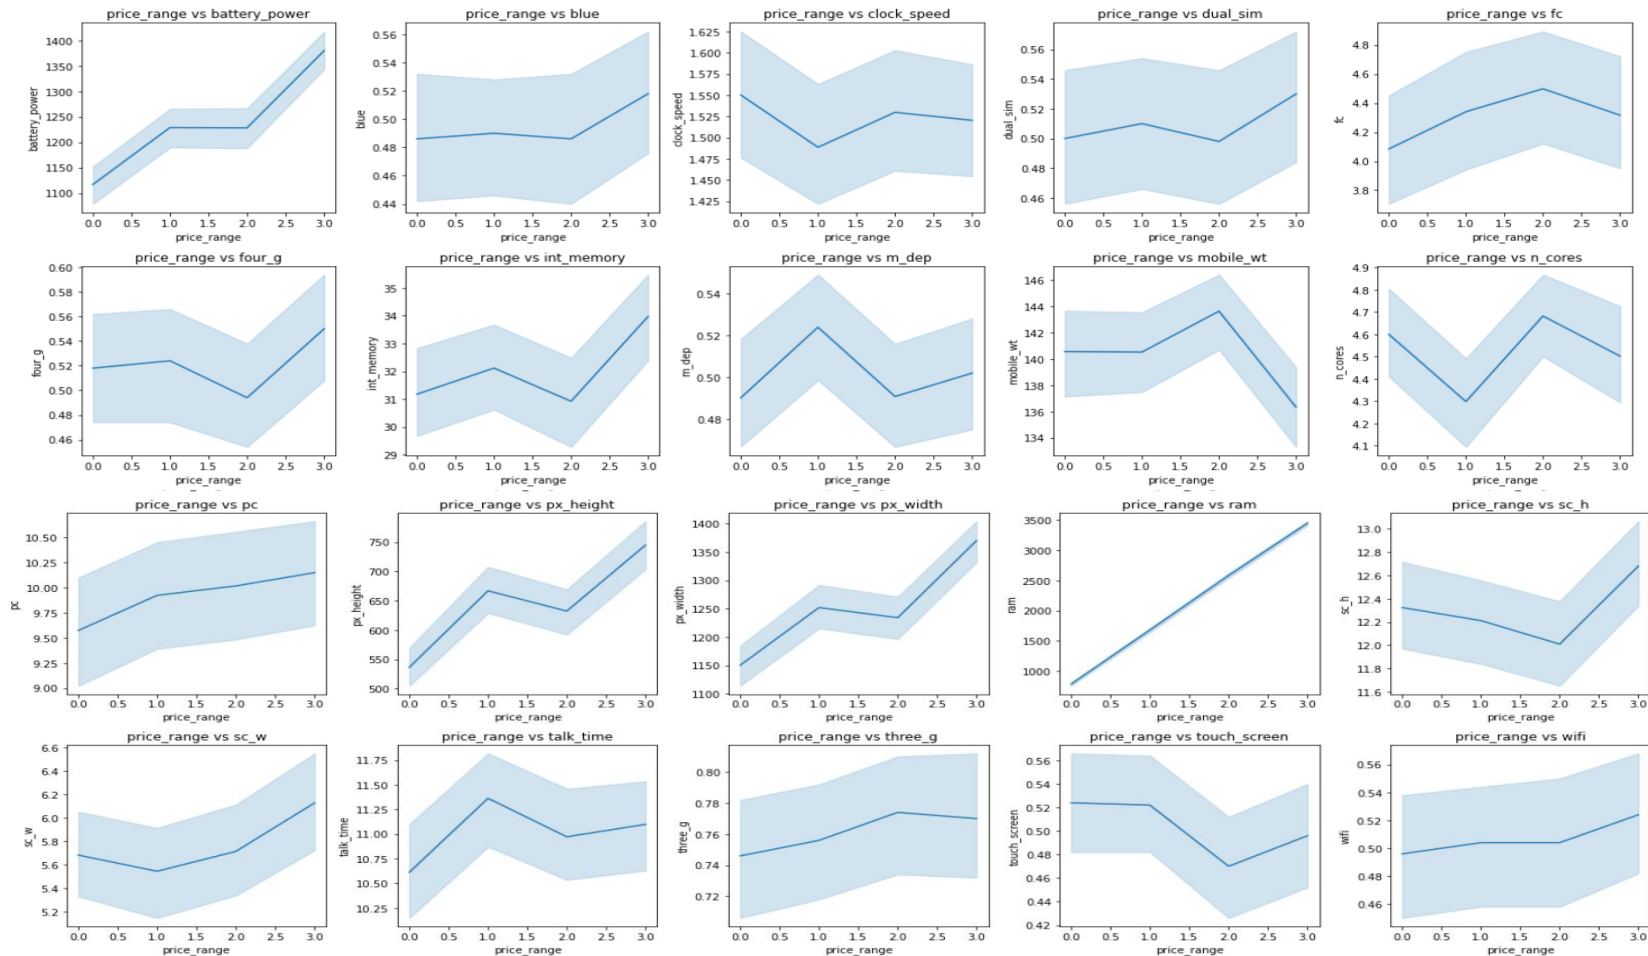 price_range vs battery_power
1400
1350
1300
1250
1200
1150
1100
battery_power
0.0 0.5 1.0 1.5 2.0 2.5 3.0
price_range
price_range vs blue
0.56
0.54
0.52
0.50
0.48
0.46
0.44
blue
0.0 0.5 1.0 1.5 2.0 2.5 3.0
price_range
price_range vs clock_speed
1.625
1.600
1.575
1.550
1.525
1.500
1.475
1.450
1.425
clock_speed
0.0 0.5 1.0 1.5 2.0 2.5 3.0
price_range
price_range vs dual_sim
0.56
0.54
0.52
0.50
0.48
0.46
dual_sim
0.0 0.5 1.0 1.5 2.0 2.5 3.0
price_range
price_range vs fc
4.8
4.6
4.4
4.2
4.0
3.8
fc
0.0 0.5 1.0 1.5 2.0 2.5 3.0
price_range
price_range vs four_g
0.60
0.58
0.56
0.54
0.52
0.50
0.48
0.46
four_g
0.0 0.5 1.0 1.5 2.0 2.5 3.0
price_range
price_range vs int_memory
35
34
33
32
31
30
29
int_memory
0.0 0.5 1.0 1.5 2.0 2.5 3.0
price_range
price_range vs m_dep
0.54
0.52
0.50
0.48
m_dep
0.0 0.5 1.0 1.5 2.0 2.5 3.0
price_range
price_range vs mobile_wt
146
144
142
140
138
136
134
mobile_wt
0.0 0.5 1.0 1.5 2.0 2.5 3.0
price_range
price_range vs n_cores
4.9
4.8
4.7
4.6
4.5
4.4
4.3
4.2
4.1
n_cores
0.0 0.5 1.0 1.5 2.0 2.5 3.0
price_range
price_range vs pc
10.50
10.25
10.00
9.75
9.50
9.25
9.00
pc
0.0 0.5 1.0 1.5 2.0 2.5 3.0
price_range
price_range vs px_height
750
700
650
600
550
500
px_height
0.0 0.5 1.0 1.5 2.0 2.5 3.0
price_range
price_range vs px_width
1400
1350
1300
1250
1200
1150
1100
px_width
0.0 0.5 1.0 1.5 2.0 2.5 3.0
price_range
price_range vs ram
3500
3000
2500
2000
1500
1000
ram
0.0 0.5 1.0 1.5 2.0 2.5 3.0
price_range
price_range vs sc_h
13.0
12.8
12.6
12.4
12.2
12.0
11.8
11.6
sc_h
0.0 0.5 1.0 1.5 2.0 2.5 3.0
price_range
price_range vs sc_w
6.6
6.4
6.2
6.0
5.8
5.6
5.4
5.2
sc_w
0.0 0.5 1.0 1.5 2.0 2.5 3.0
price_range
price_range vs talk_time
11.75
11.50
11.25
11.00
10.75
10.50
10.25
talk_time
0.0 0.5 1.0 1.5 2.0 2.5 3.0
price_range
price_range vs three_g
0.80
0.78
0.76
0.74
0.72
three_g
0.0 0.5 1.0 1.5 2.0 2.5 3.0
price_range
price_range vs touch_screen
0.56
0.54
0.52
0.50
0.48
0.46
0.44
0.42
touch_screen
0.0 0.5 1.0 1.5 2.0 2.5 3.0
price_range
price_range vs wifi
0.56
0.54
0.52
0.50
0.48
0.46
wifi
0.0 0.5 1.0 1.5 2.0 2.5 3.0
price_range